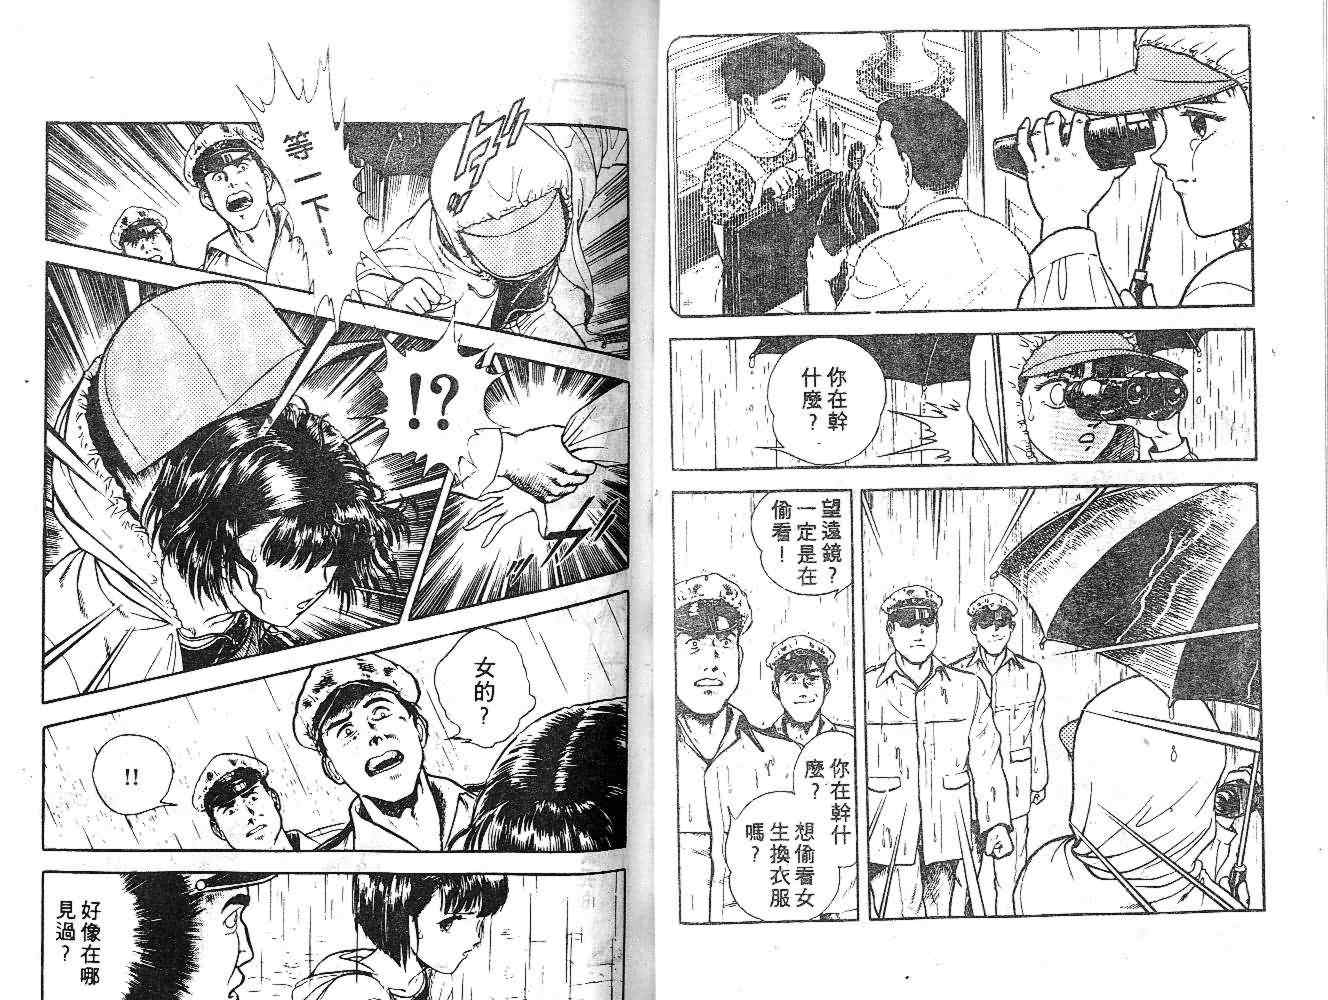 你在幹
什麼？
望遠鏡？
一定是在
偷看！
你在幹什
麼？
想偷看女
生換衣服
嗎？
等一下！
!?
女的？
!!
好像在哪
見過？